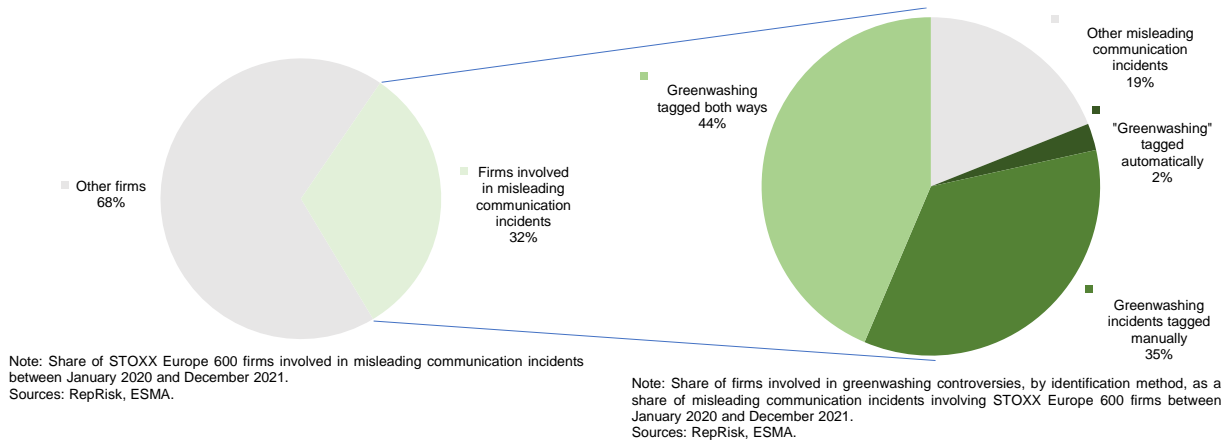 Other firms
68%
Firms involved
in misleading
communication
incidents
32%
Note: Share of STOXX Europe 600 firms involved in misleading communication incidents
between January 2020 and December 2021.
Sources: RepRisk, ESMA.
Other misleading
communication
incidents
19%
"Greenwashing"
tagged
automatically
2%
Greenwashing
incidents tagged
manually
35%
Greenwashing
tagged both ways
44%
Note: Share of firms involved in greenwashing controversies, by identification method, as a
share of misleading communication incidents involving STOXX Europe 600 firms between
January 2020 and December 2021.
Sources: RepRisk, ESMA.